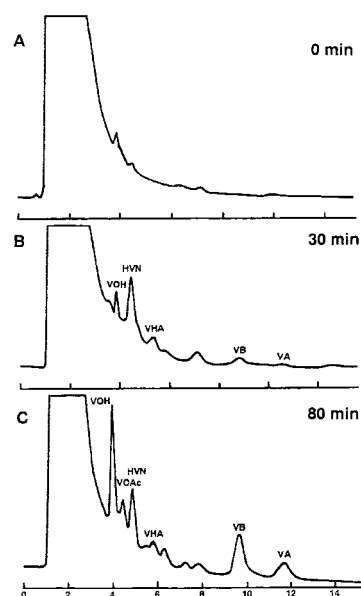 A
0 min
B
30 min
HVN
VOH
VHA
VB
VA
C
80 min
VOH
HVN
VOAc
VHA
VB
VA
0 2 4 6 8 10 12 14